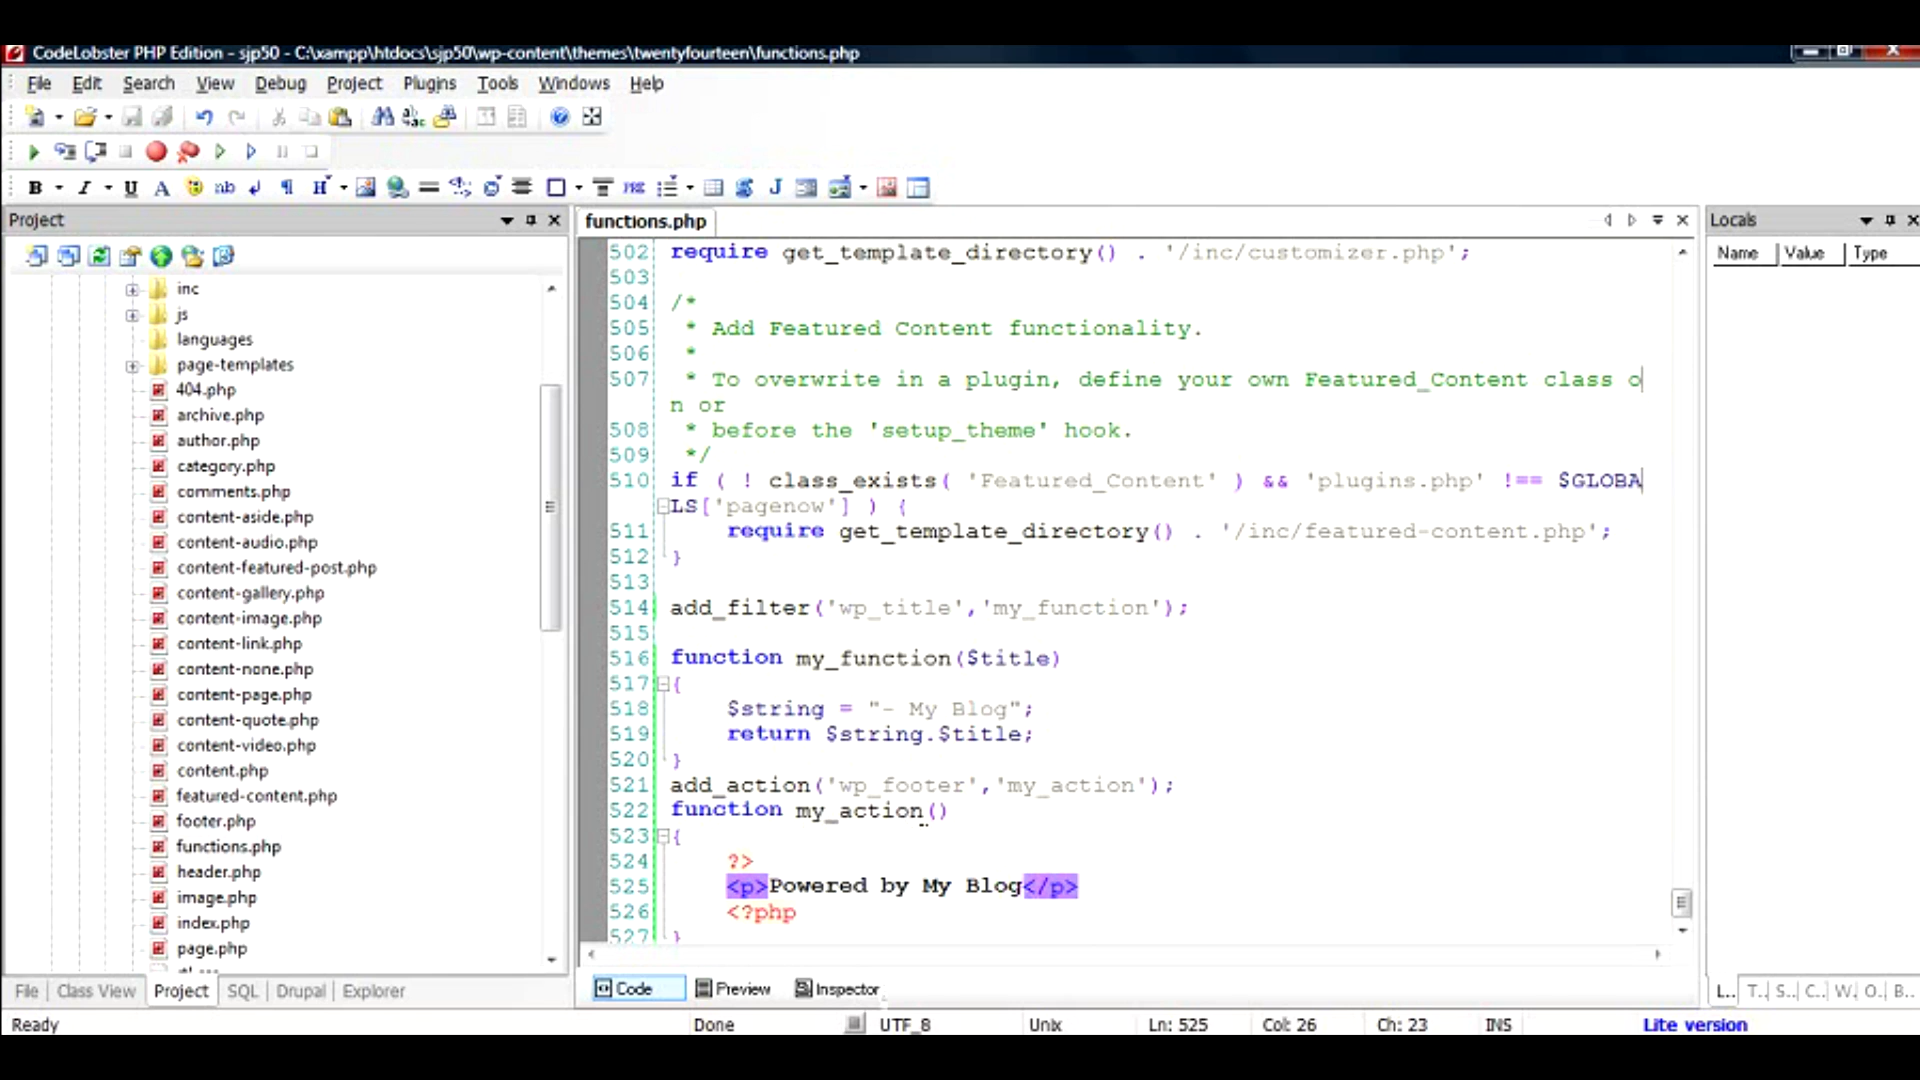 CodeLobster PHP Edition - sjp50 - C:\xampp\htdocs\sjp50\wp-content\themes\twentyfourteen\functions.php
File Edit Search View Debug Project Plugins Tools Windows Help
Project
inc
js
languages
page-templates
404.php
archive.php
author.php
category.php
comments.php
content-aside.php
content-audio.php
content-featured-post.php
content-gallery.php
content-image.php
content-link.php
content-none.php
content-page.php
content-quote.php
content-video.php
content.php
featured-content.php
footer.php
functions.php
header.php
image.php
index.php
page.php
File Class View Project SQL Drupal Explorer
functions.php
502 require get_template_directory() . '/inc/customizer.php';
503
504 /*
505 * Add Featured Content functionality.
506 *
507 * To overwrite in a plugin, define your own Featured_Content class o
n or
508 * before the 'setup_theme' hook.
509 */
510 if ( ! class_exists( 'Featured_Content' ) && 'plugins.php' !== $GLOBA
LS['pagenow'] ) {
511 require get_template_directory() . '/inc/featured-content.php';
512 }
513
514 add_filter('wp_title','my_function');
515
516 function my_function($title)
517 {
518 $string = "- My Blog";
519 return $string.$title;
520 }
521 add_action('wp_footer','my_action');
522 function my_action()
523 {
524 ?>
525 <p>Powered by My Blog</p>
526 <?php
527 }
Code Preview Inspector
Locals
Name Value Type
L... T... S... C... W. O. B...
Ready Done UTF_8 Unix Ln: 525 Col: 26 Ch: 23 INS Lite version